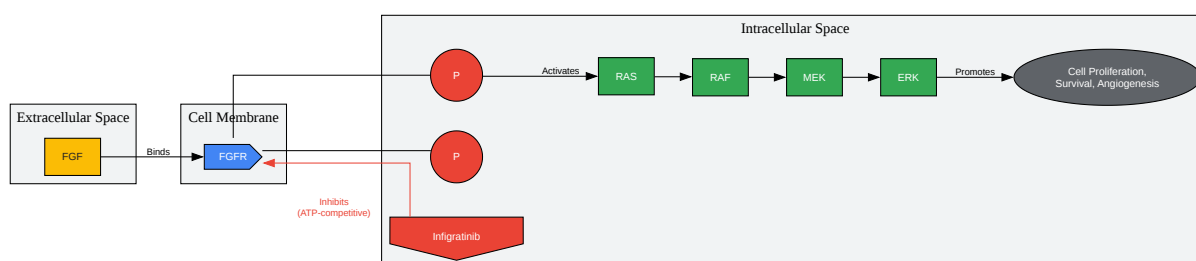 Intracellular Space
P
Activates
RAS
RAF
MEK
ERK
Promotes
Cell Proliferation,
Survival, Angiogenesis
Extracellular Space
Cell Membrane
FGF
Binds
FGFR
P
Inhibits
(ATP-competitive)
Infigratinib